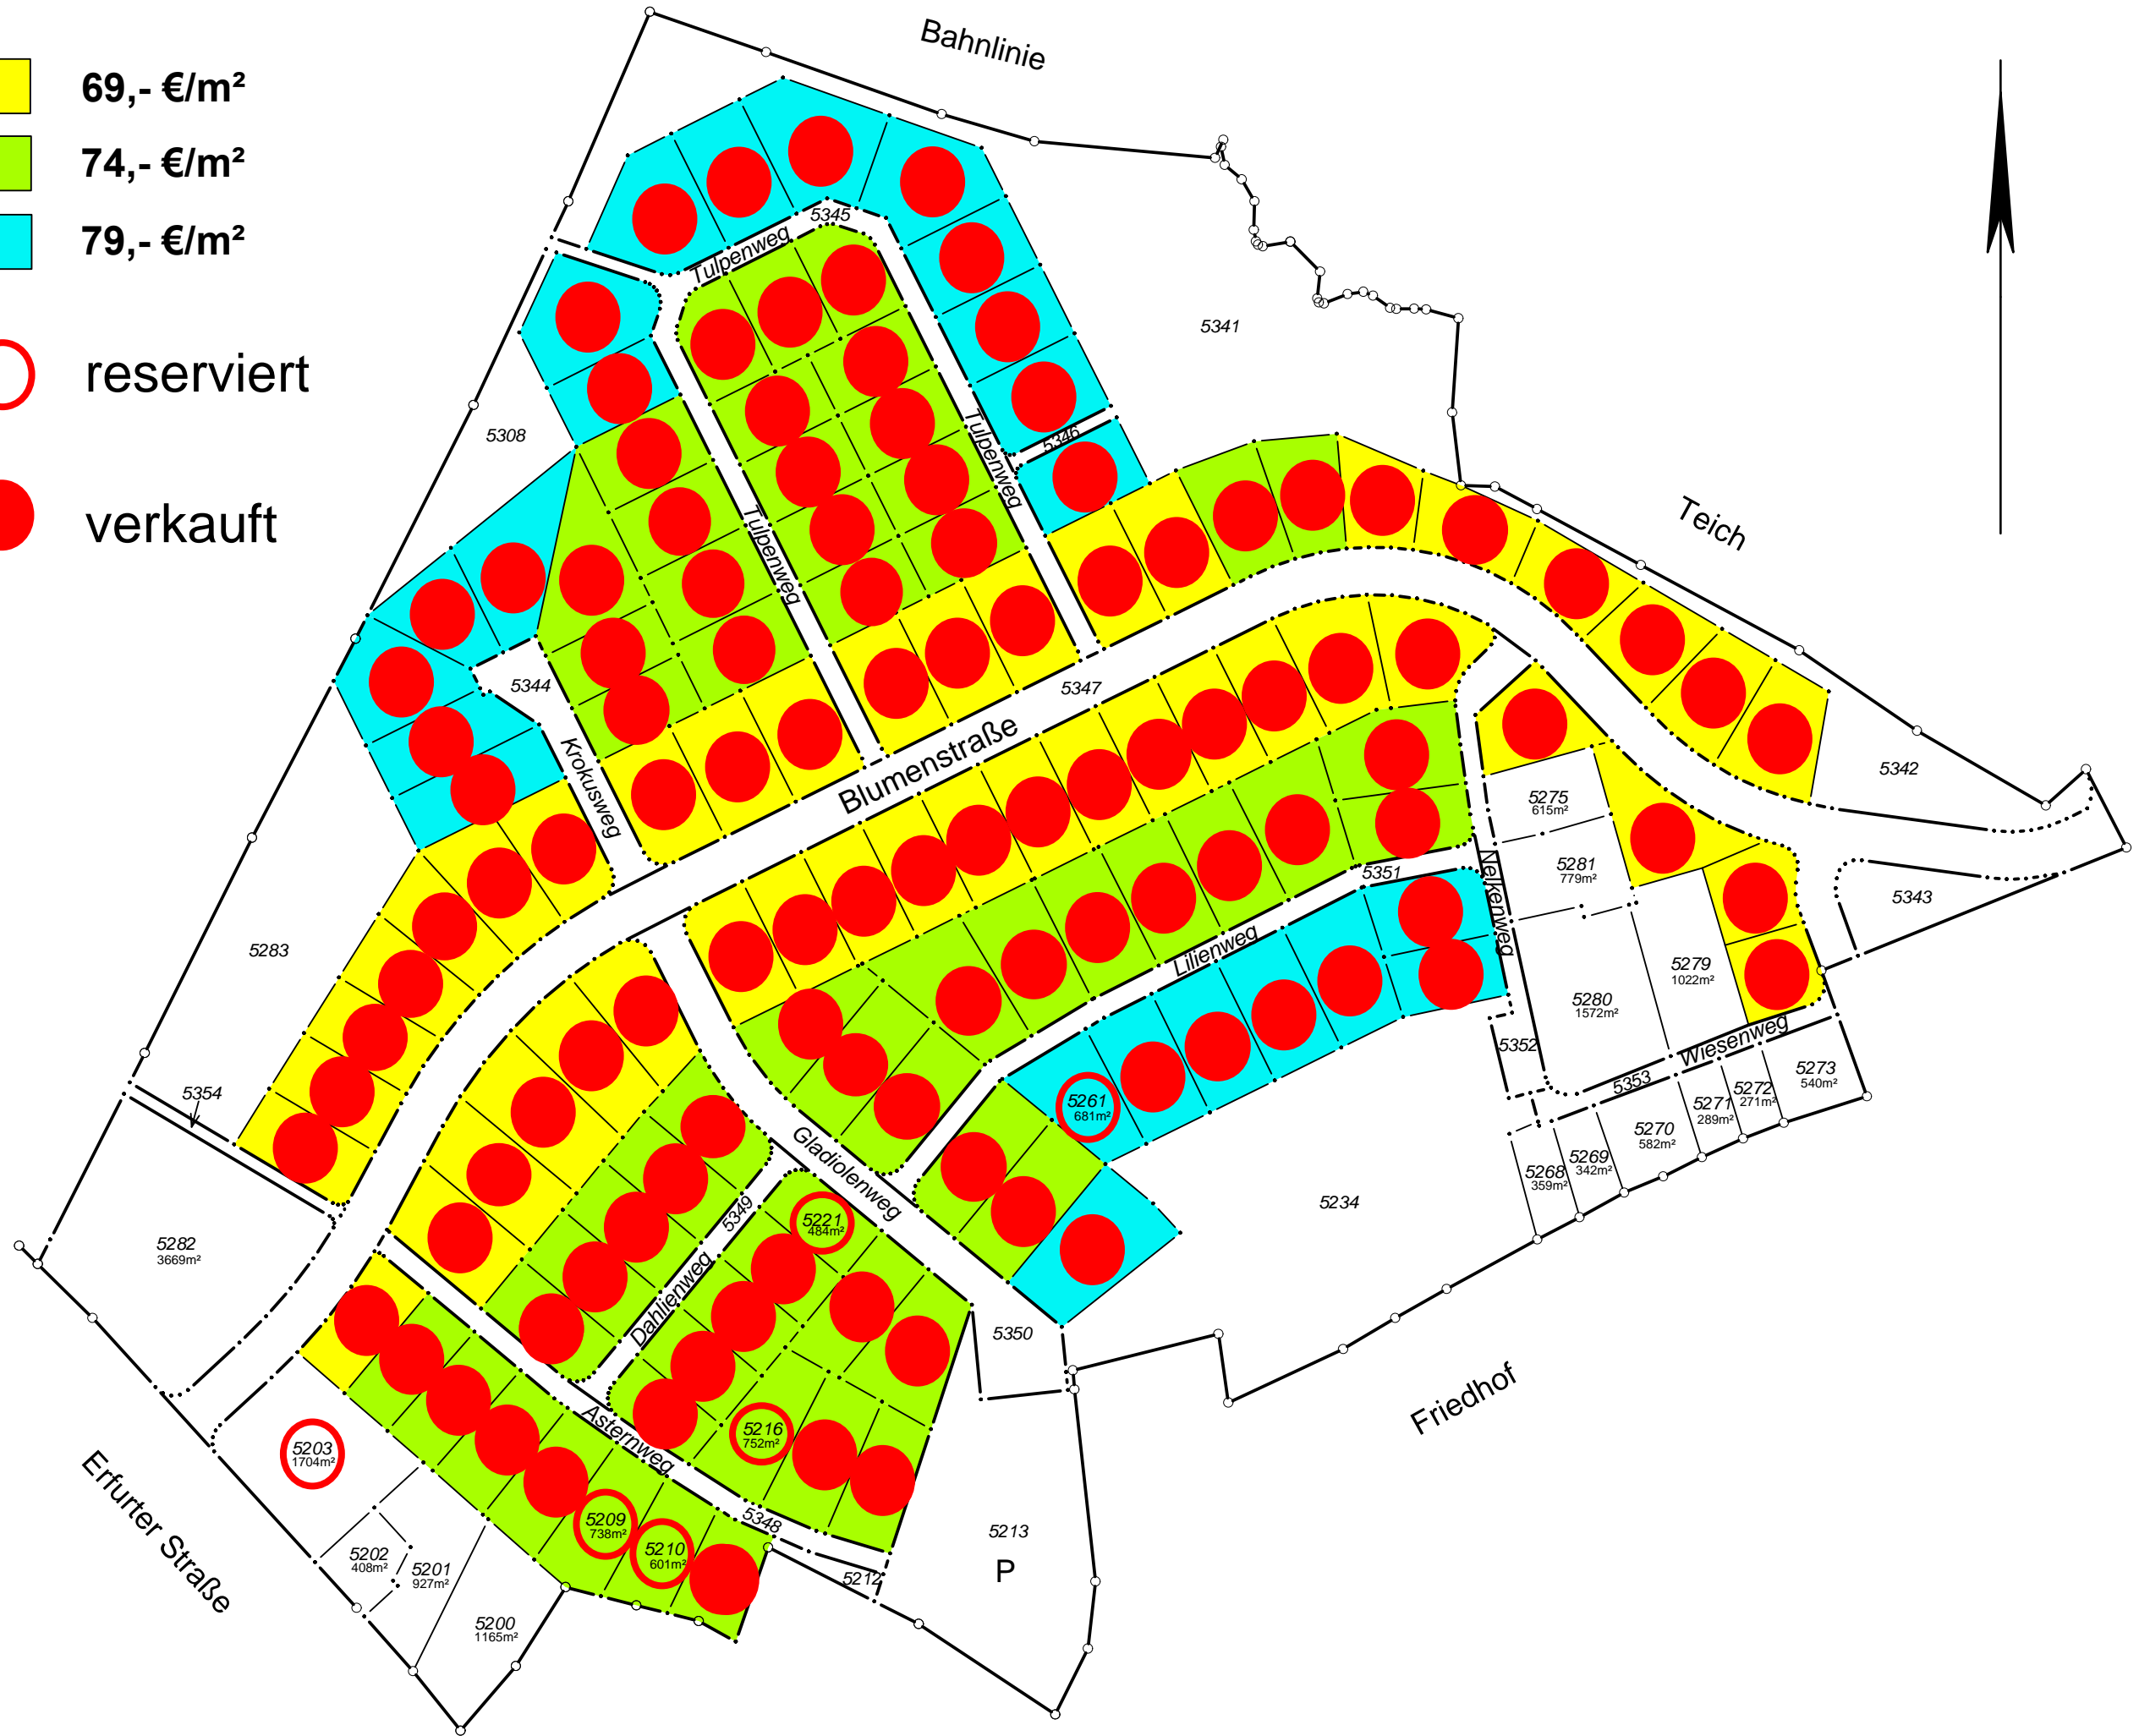 Bahnlinie
69,- €/m²
74,- €/m²
79,- €/m²
reserviert
verkauft
5345
Tulpenweg
5341
5308
Tulpenweg
5346
Tulpenweg
Teich
5344
5347
Krokusweg
Blumenstraße
5342
5275
615m²
5281
779m²
5351
Nelkenweg
5343
5283
Lilienweg
5279
1022m²
5280
1572m²
5352
Wiesenweg
5353
5273
540m²
5272
271m²
5271
289m²
5270
582m²
5269
342m²
5268
359m²
5354
5261
681m²
Gladiolenweg
5234
5349
5221
484m²
5282
3669m²
Dahlienweg
5350
Friedhof
Asternweg
5216
752m²
5203
1704m²
5209
738m²
5348
5210
601m²
5213
P
5212
Erfurter Straße
5202
408m²
5201
927m²
5200
1165m²